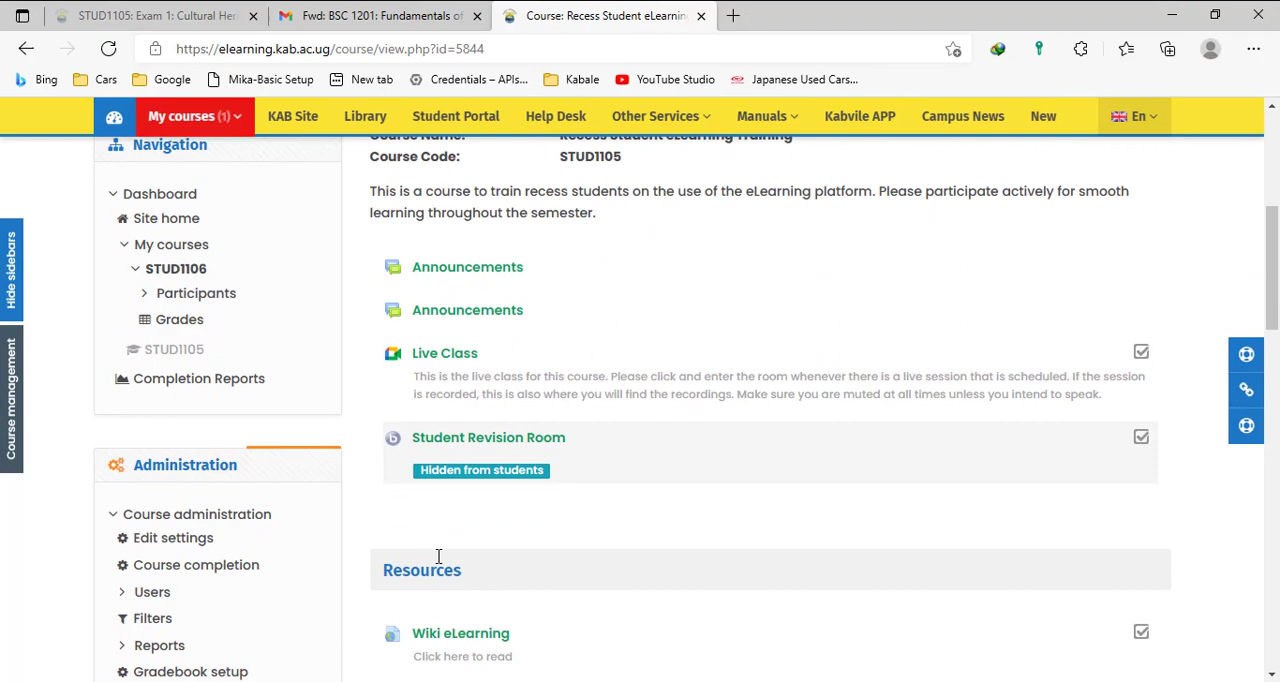 STUD1105: Exam 1: Cultural Her
Fwd: BSC 1201: Fundamentals of
Course: Recess Student eLearnin
https://elearning.kab.ac.ug/course/view.php?id=5844
Bing
Cars
Google
Mika-Basic Setup
New tab
Credentials – APIs...
Kabale
YouTube Studio
Japanese Used Cars...
My courses (1)
KAB Site
Library
Student Portal
Help Desk
Other Services
Manuals
Kabvile APP
Campus News
New
En
Hide sidebars
Course management
Navigation
Dashboard
Site home
My courses
STUD1106
Participants
Grades
STUD1105
Completion Reports
Administration
Course administration
Edit settings
Course completion
Users
Filters
Reports
Gradebook setup
Course Name: Recess Student eLearning Training
Course Code: STUD1105
This is a course to train recess students on the use of the eLearning platform. Please participate actively for smooth
learning throughout the semester.
Announcements
Announcements
Live Class
This is the live class for this course. Please click and enter the room whenever there is a live session that is scheduled. If the session
is recorded, this is also where you will find the recordings. Make sure you are muted at all times unless you intend to speak.
Student Revision Room
Hidden from students
Resources
Wiki eLearning
Click here to read